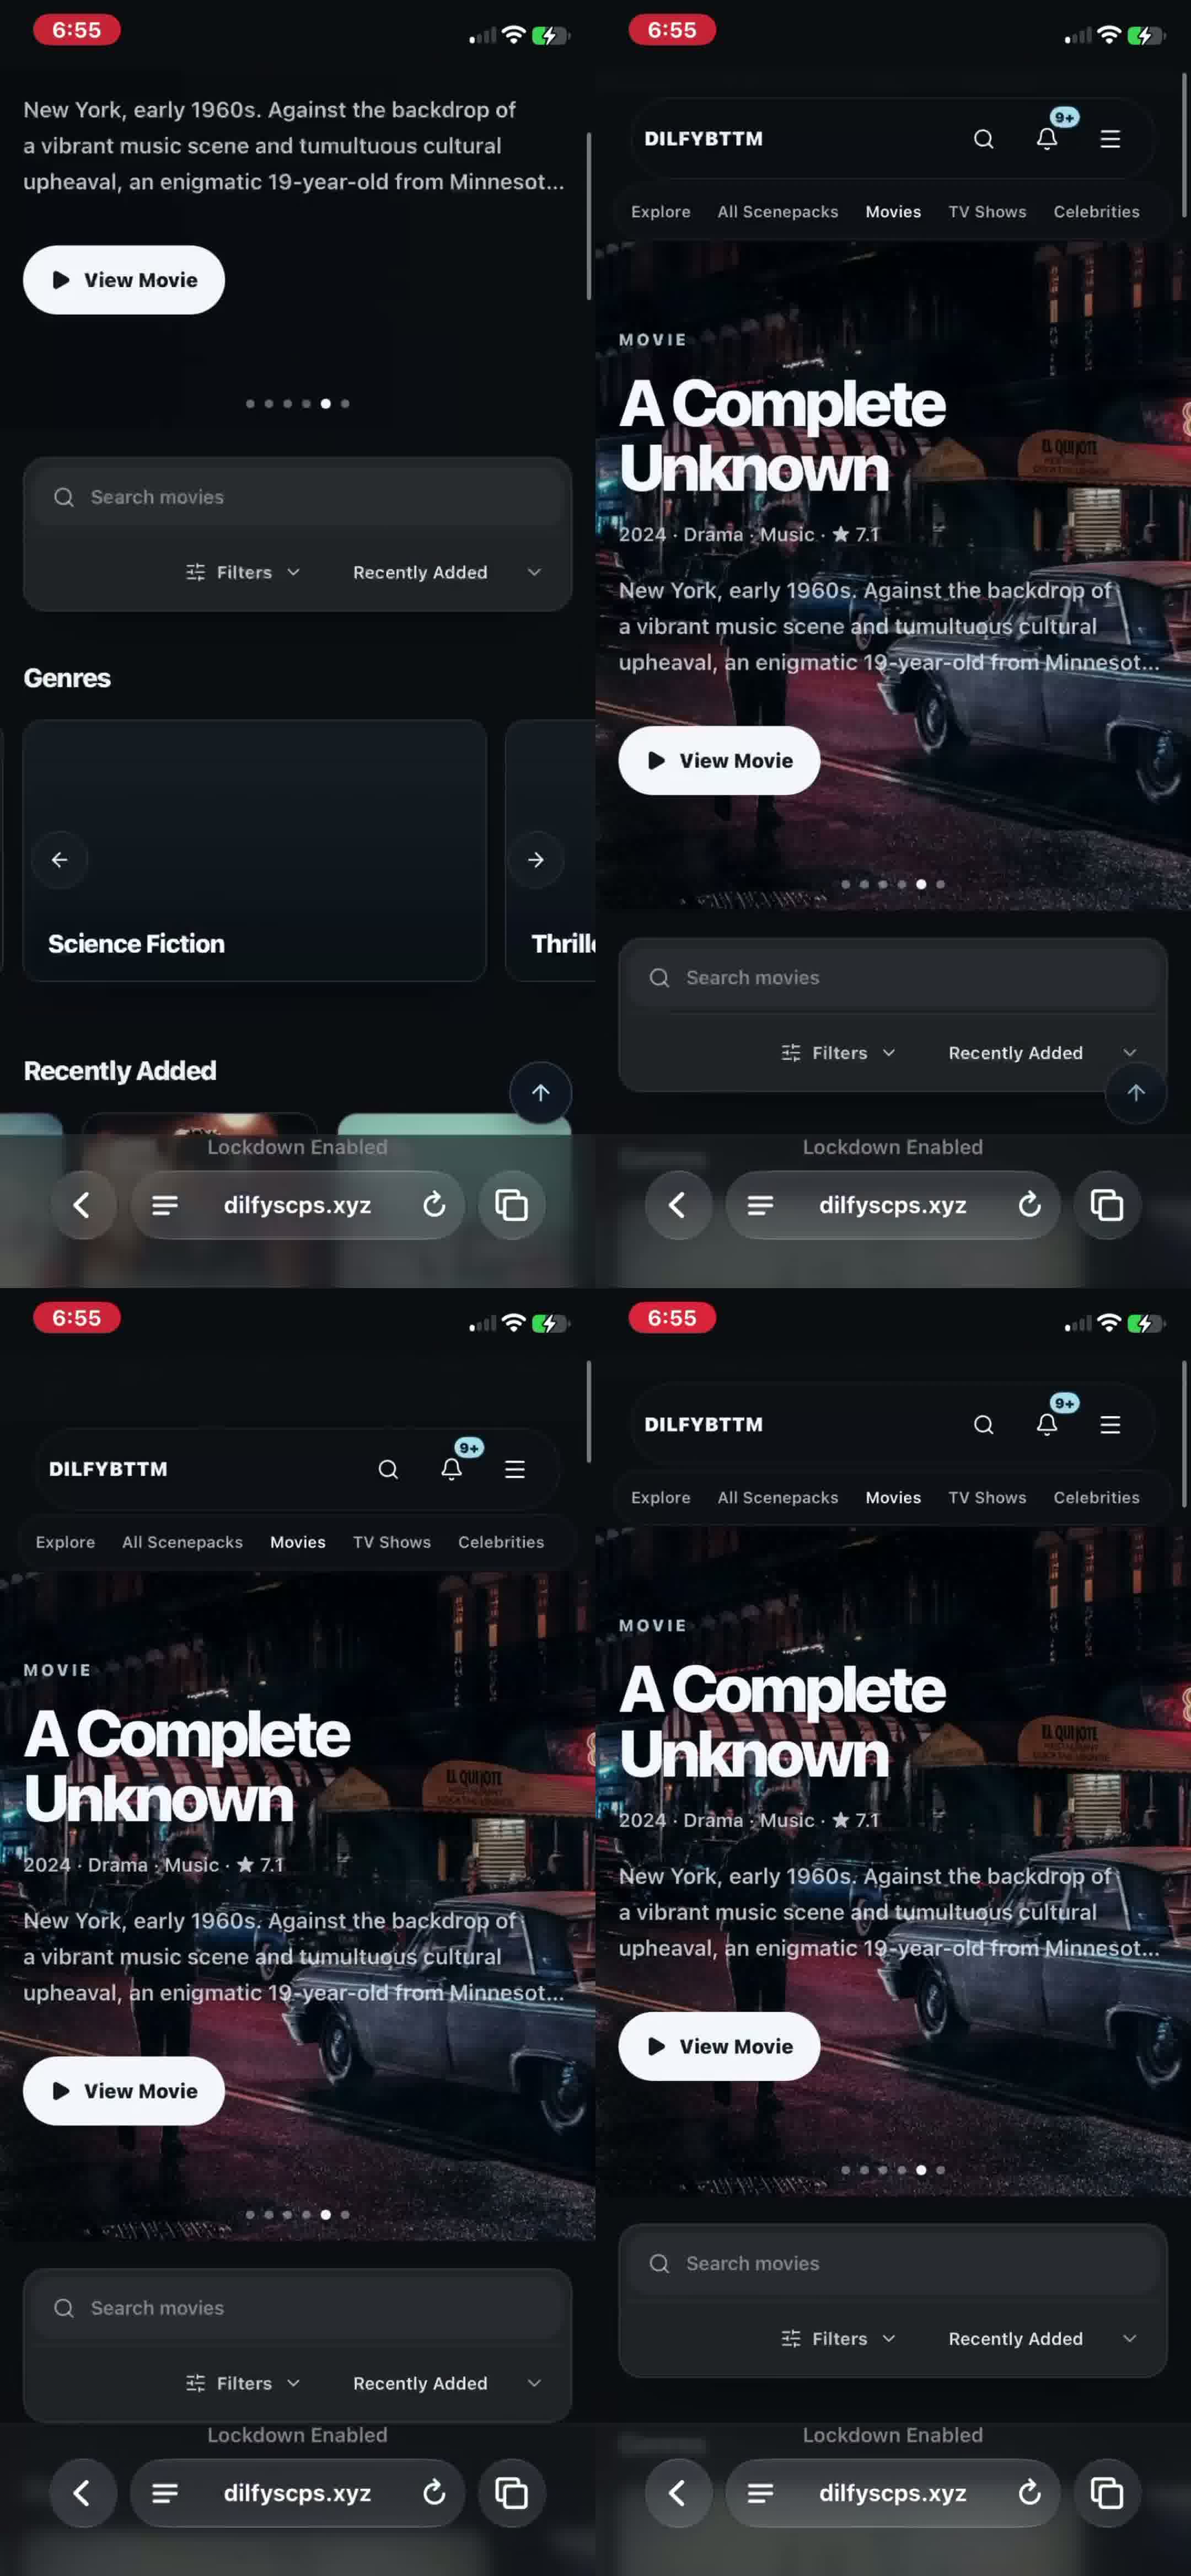 6:55
New York, early 1960s. Against the backdrop of
a vibrant music scene and tumultuous cultural
upheaval, an enigmatic 19-year-old from Minnesot...
View Movie
Search movies
Filters
Recently Added
Genres
Science Fiction
Thrill
Recently Added
Lockdown Enabled
dilfyscps.xyz
6:55
DILFYBTTM
9+
Explore
All Scenepacks
Movies
TV Shows
Celebrities
MOVIE
A Complete
Unknown
EL QUIJOTE
2024 · Drama · Music · ★ 7.1
New York, early 1960s. Against the backdrop of
a vibrant music scene and tumultuous cultural
upheaval, an enigmatic 19-year-old from Minnesot...
View Movie
Search movies
Filters
Recently Added
Lockdown Enabled
dilfyscps.xyz
6:55
DILFYBTTM
9+
Explore
All Scenepacks
Movies
TV Shows
Celebrities
MOVIE
A Complete
Unknown
EL QUIJOTE
2024 · Drama · Music · ★ 7.1
New York, early 1960s. Against the backdrop of
a vibrant music scene and tumultuous cultural
upheaval, an enigmatic 19-year-old from Minnesot...
View Movie
Search movies
Filters
Recently Added
Lockdown Enabled
dilfyscps.xyz
6:55
DILFYBTTM
9+
Explore
All Scenepacks
Movies
TV Shows
Celebrities
MOVIE
A Complete
Unknown
EL QUIJOTE
2024 · Drama · Music · ★ 7.1
New York, early 1960s. Against the backdrop of
a vibrant music scene and tumultuous cultural
upheaval, an enigmatic 19-year-old from Minnesot...
View Movie
Search movies
Filters
Recently Added
Lockdown Enabled
dilfyscps.xyz